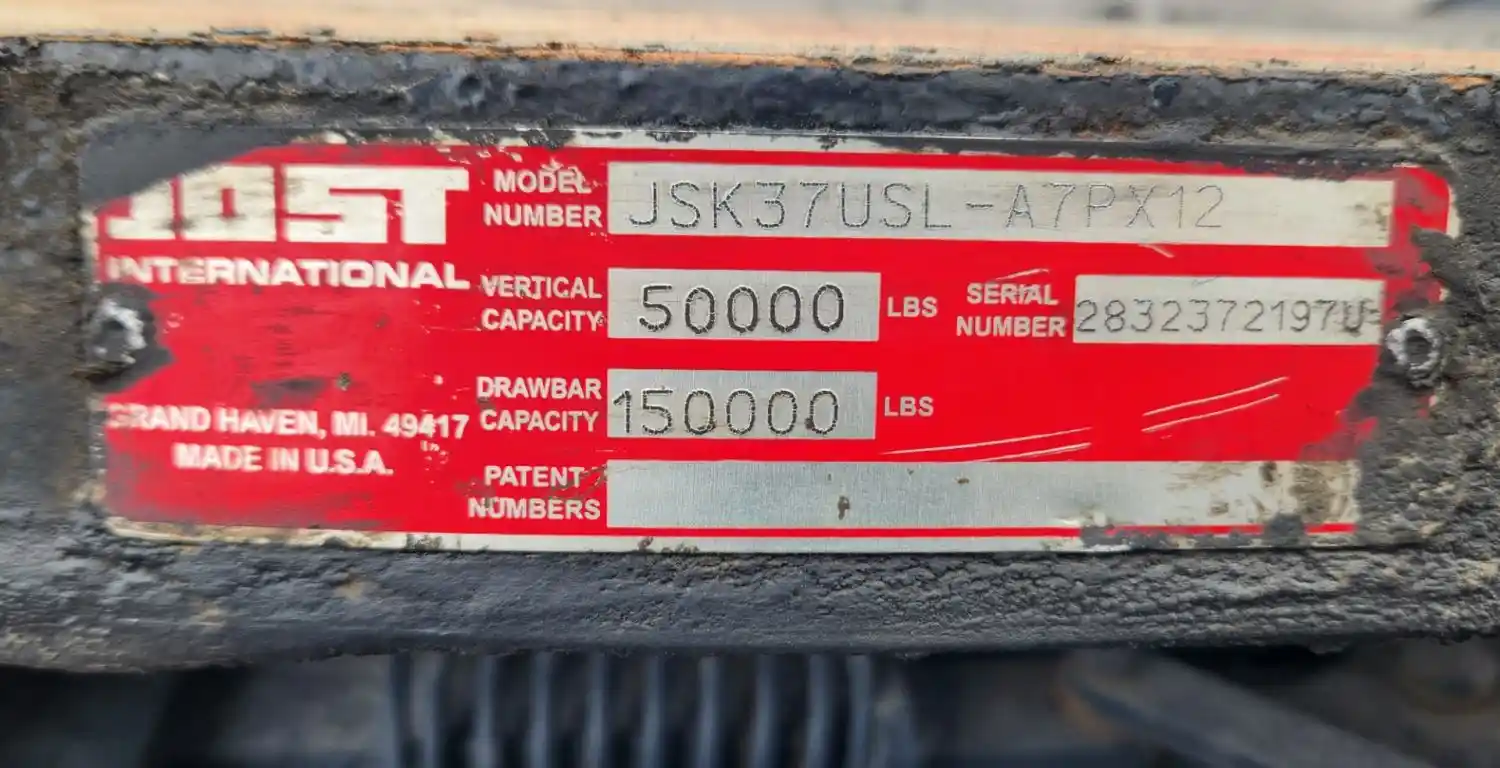 JOST
INTERNATIONAL
GRAND HAVEN, MI. 49417
MADE IN U.S.A.
MODEL
NUMBER
JSK37USL-A7PX12
VERTICAL
CAPACITY
50000
LBS
SERIAL
NUMBER
2832372197U
DRAWBAR
CAPACITY
150000
LBS
PATENT
NUMBERS